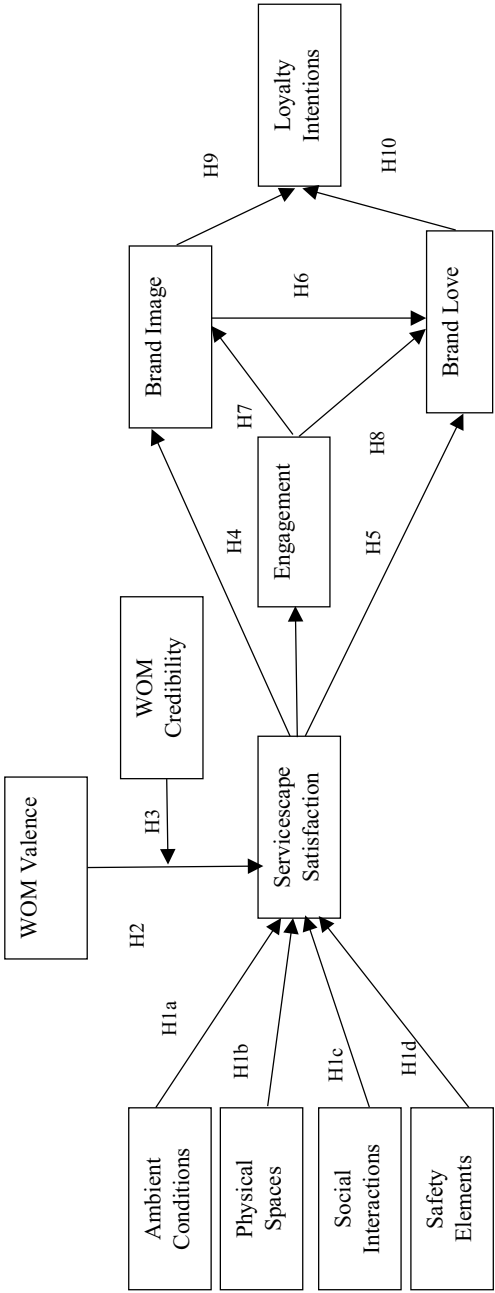 WOM Valence
H2
H3
WOM
Credibility
Ambient
Conditions
Physical
Spaces
Social
Interactions
Safety
Elements
H1a
H1b
H1c
H1d
Servicescape
Satisfaction
H4
H5
Engagement
H7
H8
Brand Image
H6
Brand Love
H9
H10
Loyalty
Intentions